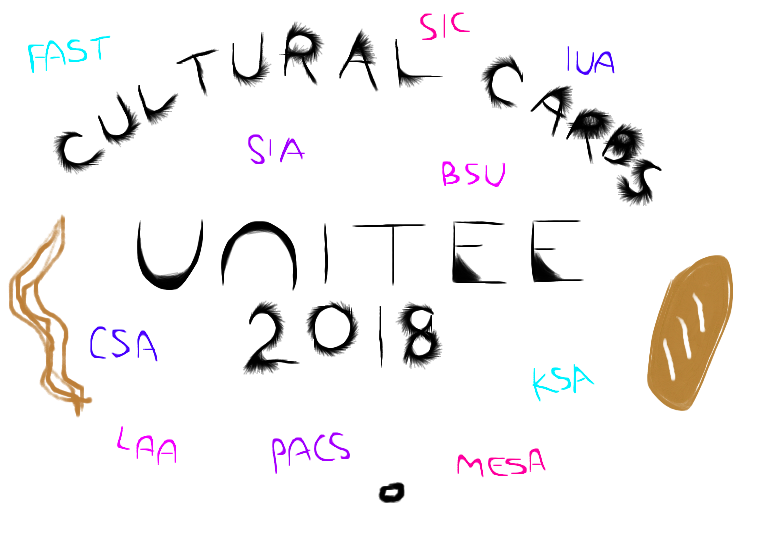 FAST
SIC
IUA
CULTURAL CARBS
SIA
BSU
UNITEE
2018
CSA
KSA
LAA
PACS
MESA